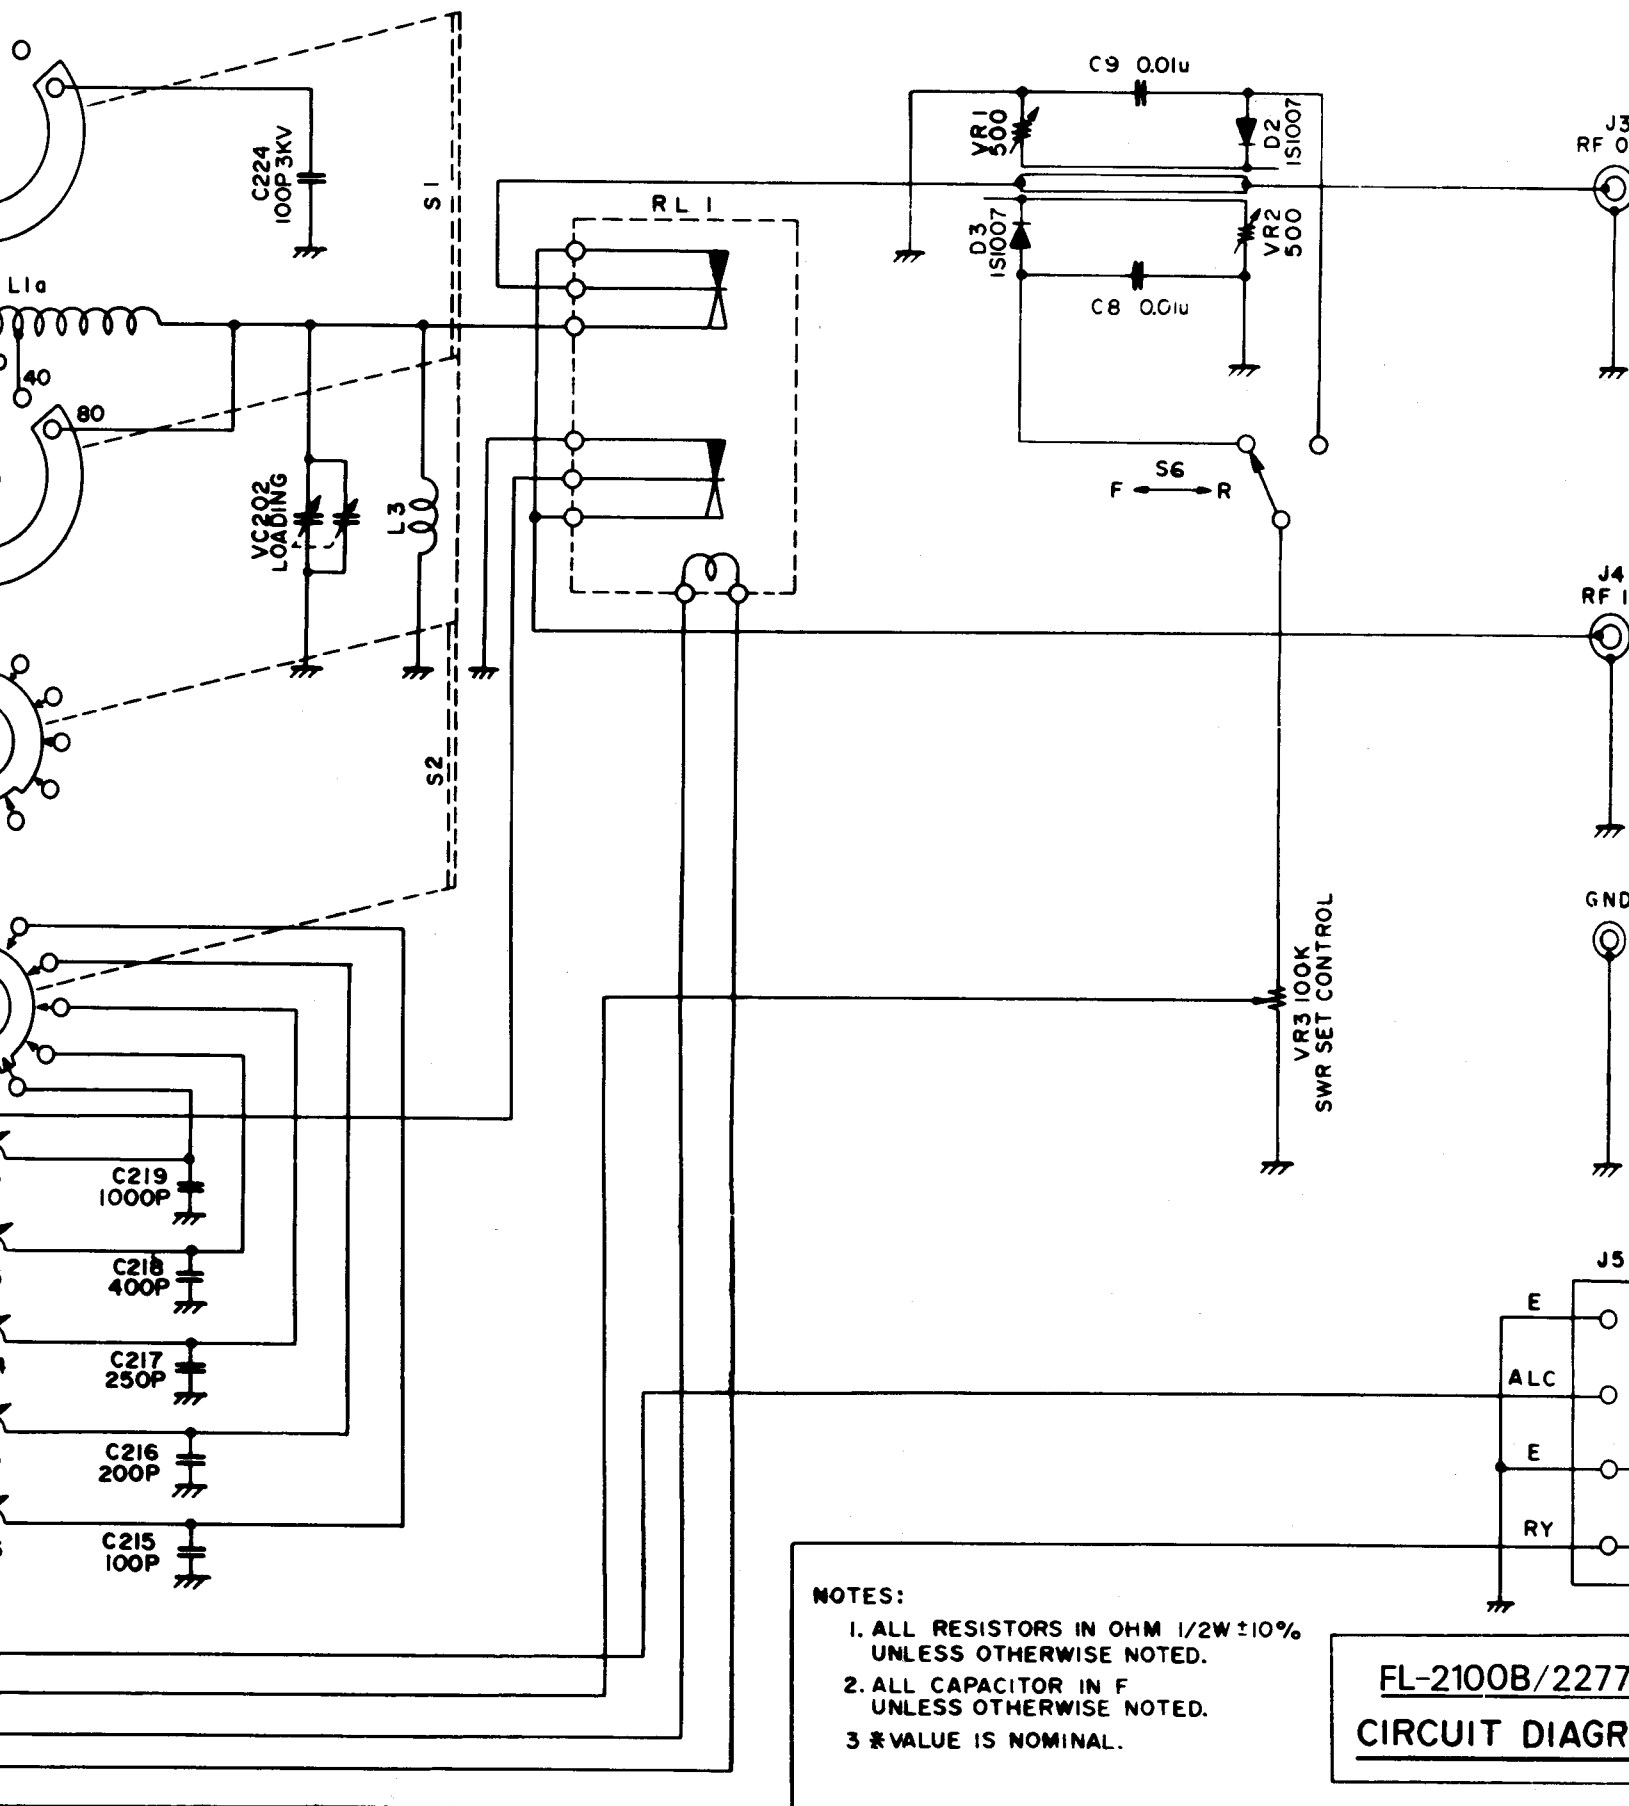 C9 0.01u
VR1
500
D2
1S1007
J3
RF O
C224
100P 3KV
S1
RL 1
D3
1S1007
VR2
500
C8 0.01u
L1a
40
80
VC202
LOADING
L3
S6
F R
J4
RF I
S2
GND
VR3 100K
SWR SET CONTROL
C219
1000P
C218
400P
C217
250P
C216
200P
C215
100P
J5
E
ALC
E
RY
NOTES:
1. ALL RESISTORS IN OHM 1/2W ±10%
UNLESS OTHERWISE NOTED.
2. ALL CAPACITOR IN F
UNLESS OTHERWISE NOTED.
3 * VALUE IS NOMINAL.
FL-2100B/2277
CIRCUIT DIAGR